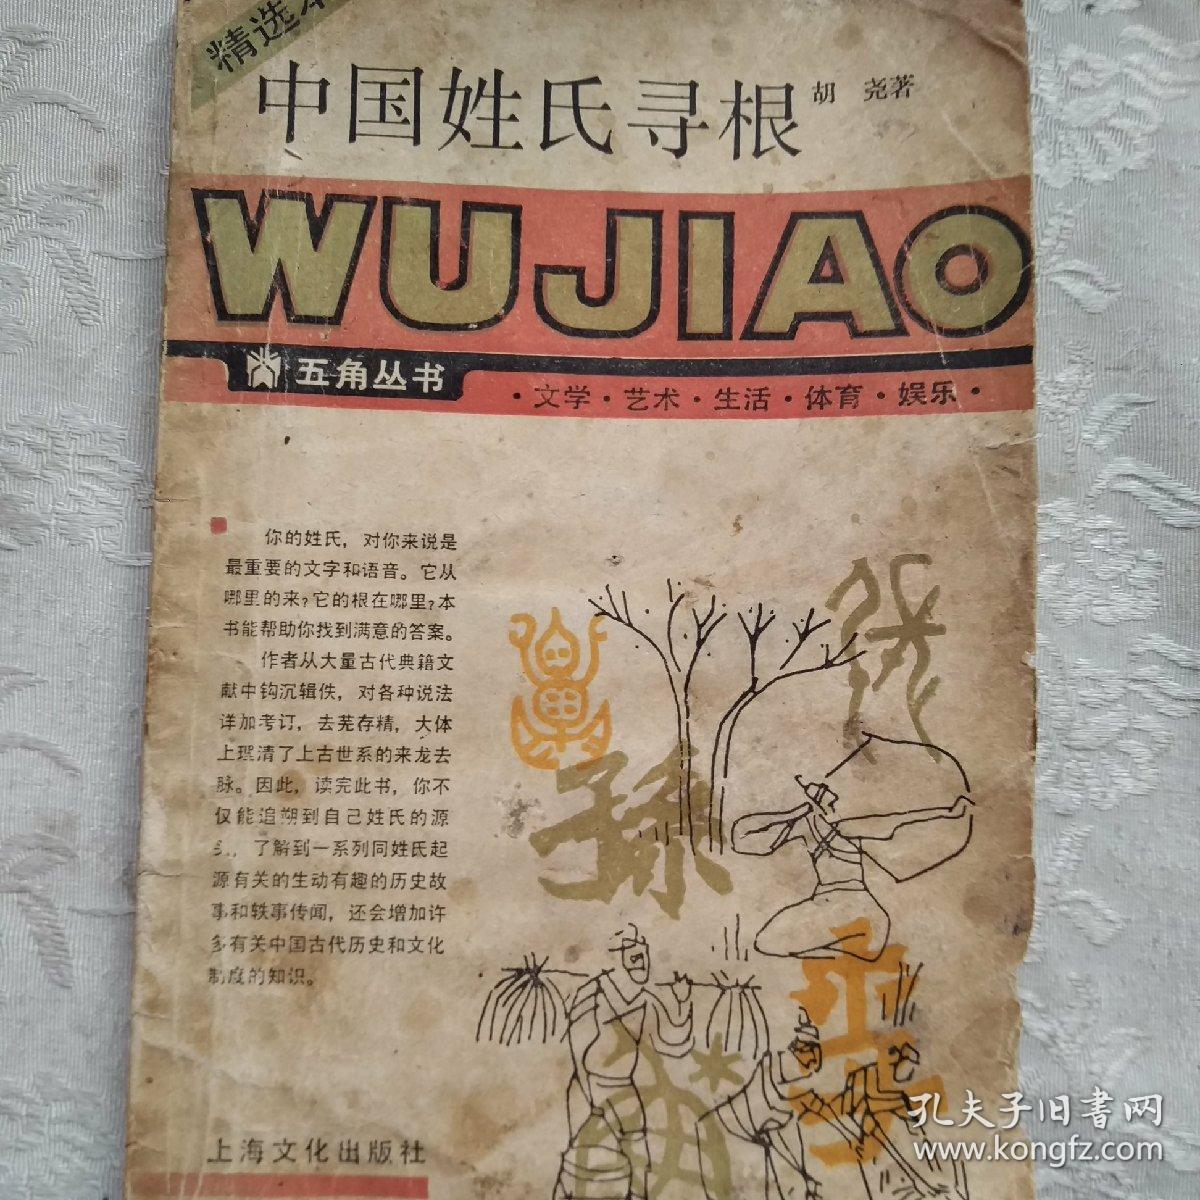 精选本
中国姓氏寻根
胡 尧著
WUJIAO
五角丛书
·文学·艺术·生活·体育·娱乐·
你的姓氏，对你来说是
最重要的文字和语音。它从
哪里的来？它的根在哪里？本
书能帮助你找到满意的答案。
作者从大量古代典籍文
献中钩沉辑佚，对各种说法
详加考订，去芜存精，大体
上理清了上古世系的来龙去
脉。因此，读完此书，你不
仅能追朔到自己姓氏的源
头，了解到一系列同姓氏起
源有关的生动有趣的历史故
事和轶事传闻，还会增加许
多有关中国古代历史和文化
制度的知识。
孫
上海文化出版社
孔夫子旧书网
www.kongfz.com